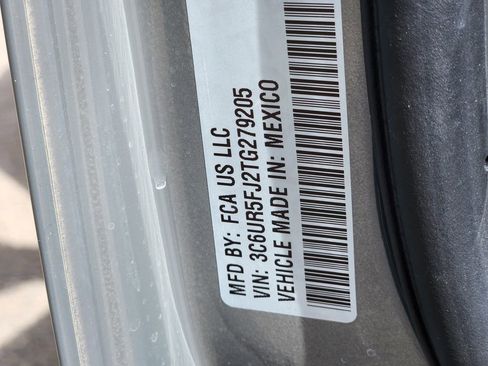 MFD BY: FCA US LLC
VIN: 3C6UR5FJ2TG279205
VEHICLE MADE IN: MEXICO